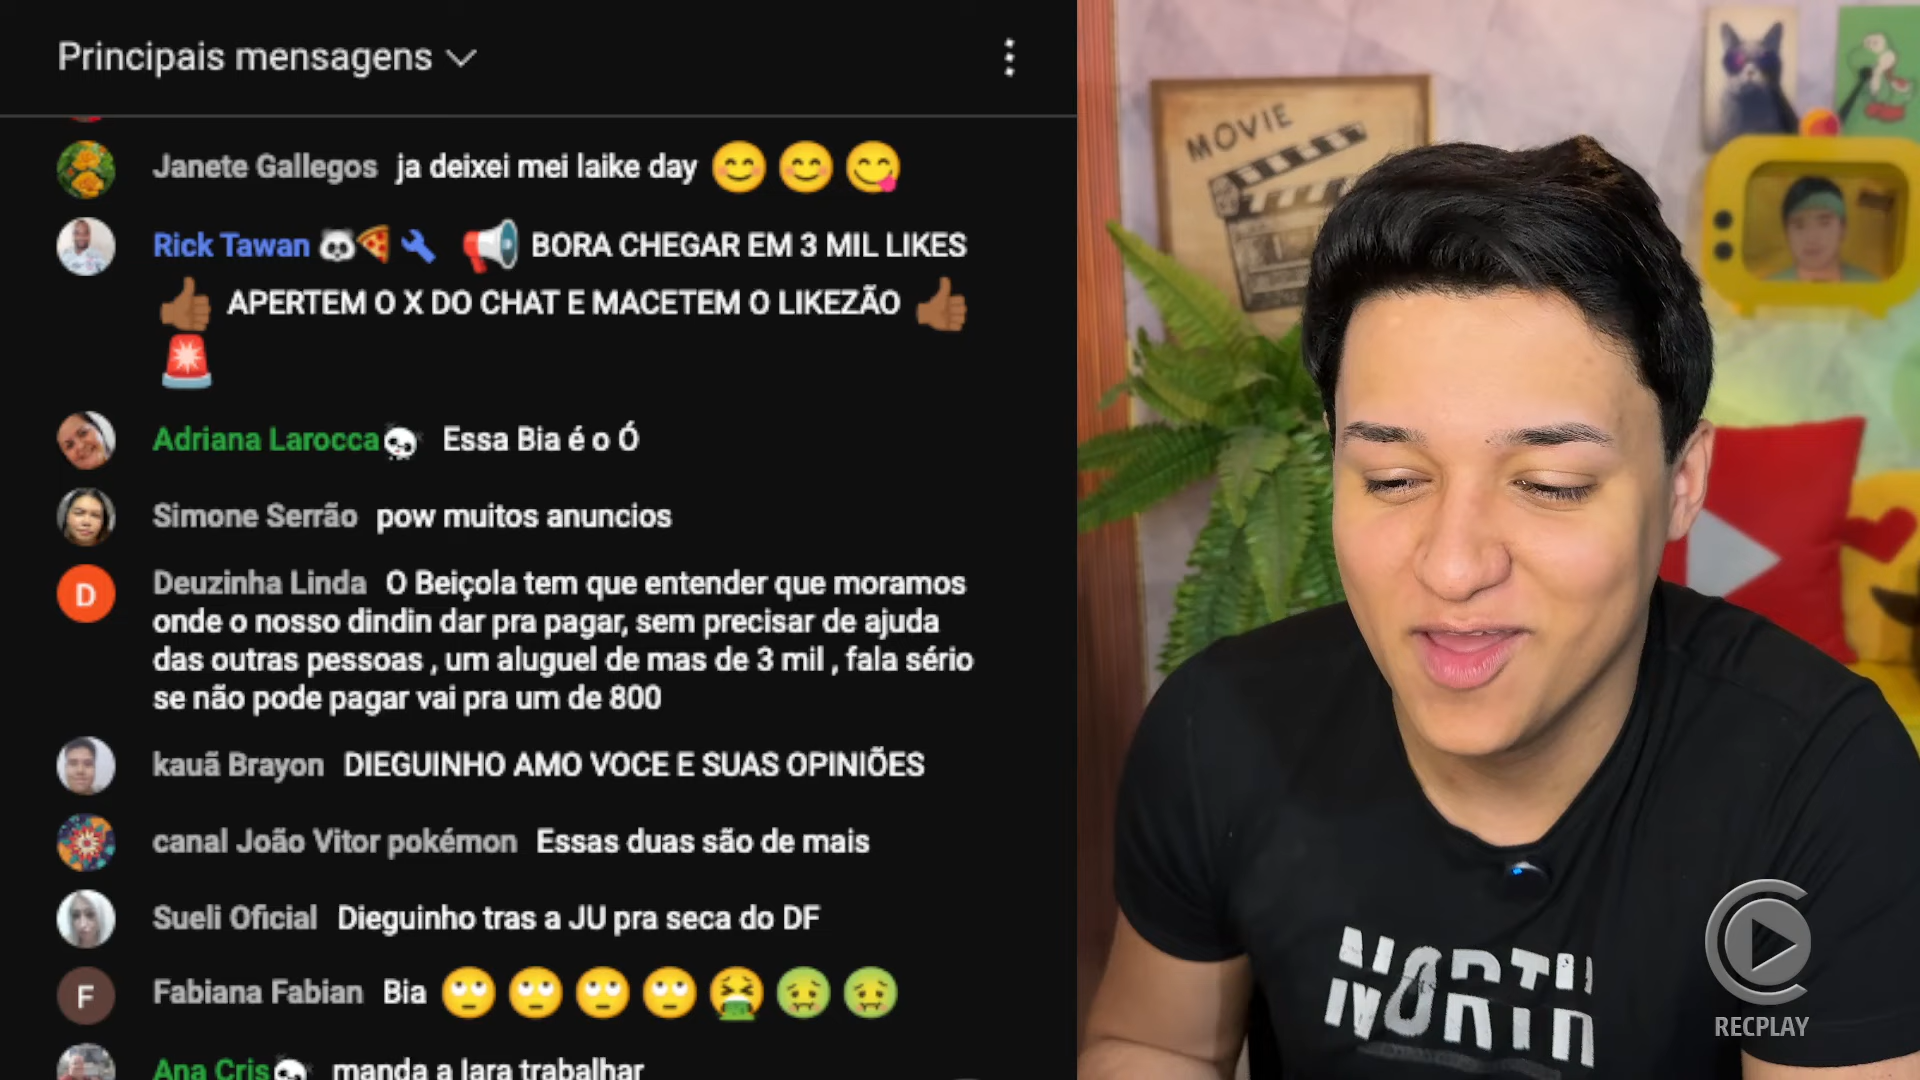 Principais mensagens
Janete Gallegos ja deixei mei laike day 😊 😊 😋
Rick Tawan 🐼🍕 📢 BORA CHEGAR EM 3 MIL LIKES
👍🏾 APERTEM O X DO CHAT E MACETEM O LIKEZÃO 👍🏾
🚨
Adriana Larocca Essa Bia é o Ó
Simone Serrão pow muitos anuncios
D
Deuzinha Linda O Beiçola tem que entender que moramos
onde o nosso dindin dar pra pagar, sem precisar de ajuda
das outras pessoas , um aluguel de mas de 3 mil , fala sério
se não pode pagar vai pra um de 800
kauã Brayon DIEGUINHO AMO VOCE E SUAS OPINIÕES
canal João Vitor pokémon Essas duas são de mais
Sueli Oficial Dieguinho tras a JU pra seca do DF
F
Fabiana Fabian Bia 🙄 🙄 🙄 🙄 🤮 🤢 🤢
Ana Cris manda a Iara trabalhar
MOVIE
NORTH
RECPLAY